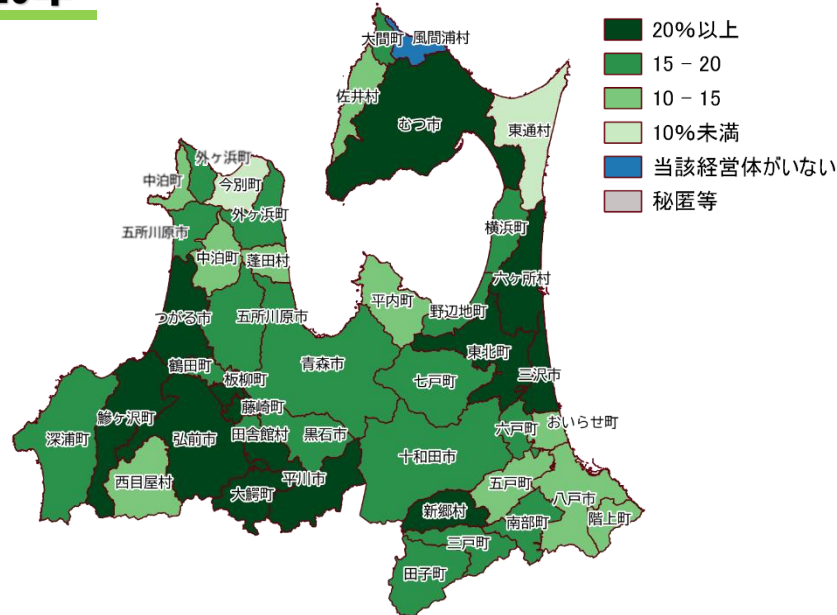 20%以上
15 - 20
10 - 15
10%未満
当該経営体がいない
秘匿等
大間町
風間浦村
佐井村
むつ市
東通村
外ヶ浜町
中泊町
今別町
外ヶ浜町
五所川原市
横浜町
中泊町
蓬田村
六ヶ所村
平内町
野辺地町
つがる市
五所川原市
東北町
青森市
鶴田町
板柳町
七戸町
三沢市
藤崎町
鰺ヶ沢町
おいらせ町
深浦町
弘前市
田舎館村
黒石市
六戸町
十和田市
西目屋村
平川市
五戸町
大鰐町
八戸市
新郷村
南部町
階上町
三戸町
田子町